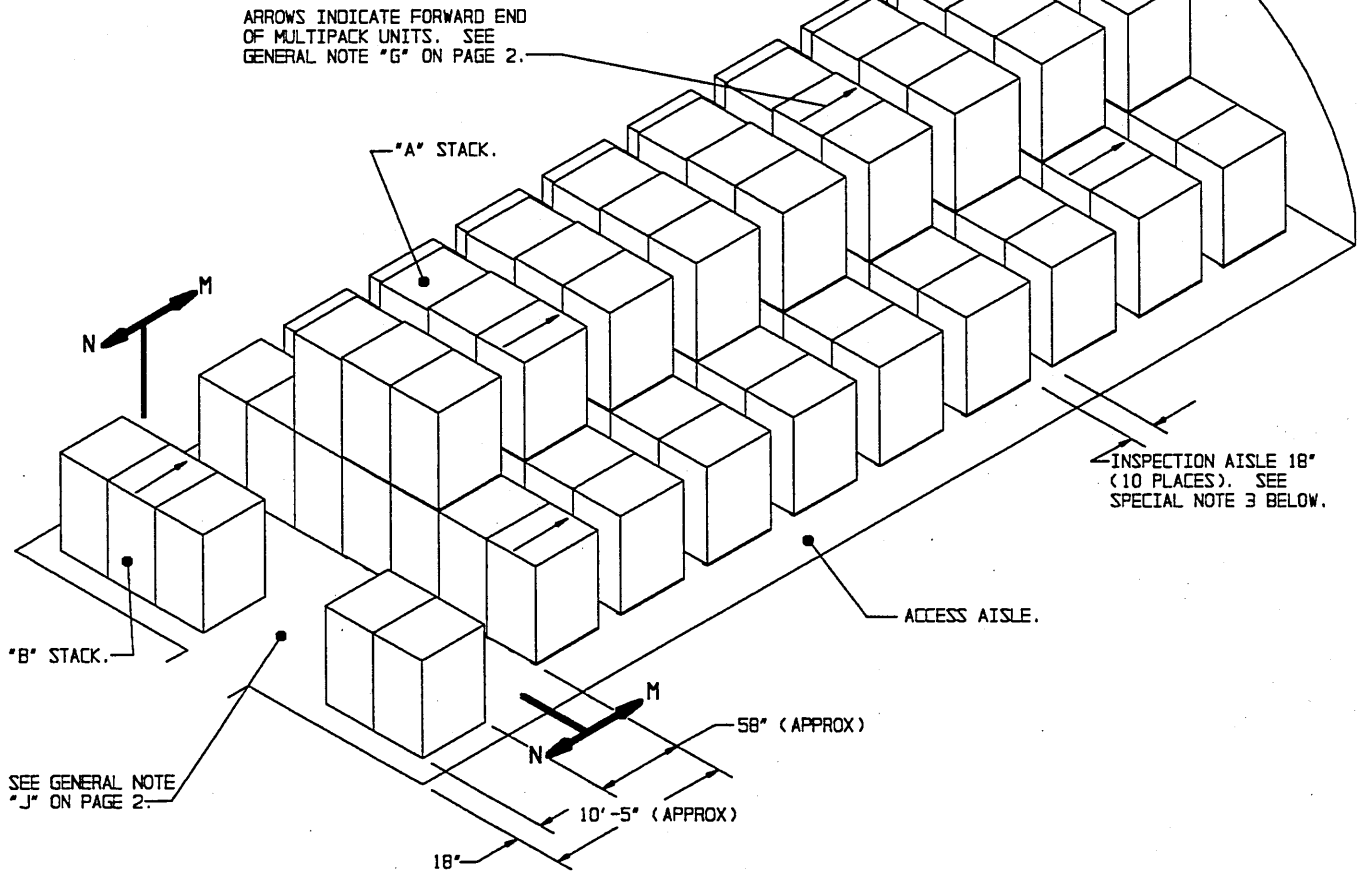 ARROWS INDICATE FORWARD END
OF MULTIPACK UNITS. SEE
GENERAL NOTE "G" ON PAGE 2.
"A" STACK.
M
N
INSPECTION AISLE 18"
(10 PLACES). SEE
SPECIAL NOTE 3 BELOW.
ACCESS AISLE.
"B" STACK.
M
N
58" (APPROX)
SEE GENERAL NOTE
"J" ON PAGE 2.
10'-5" (APPROX)
18"